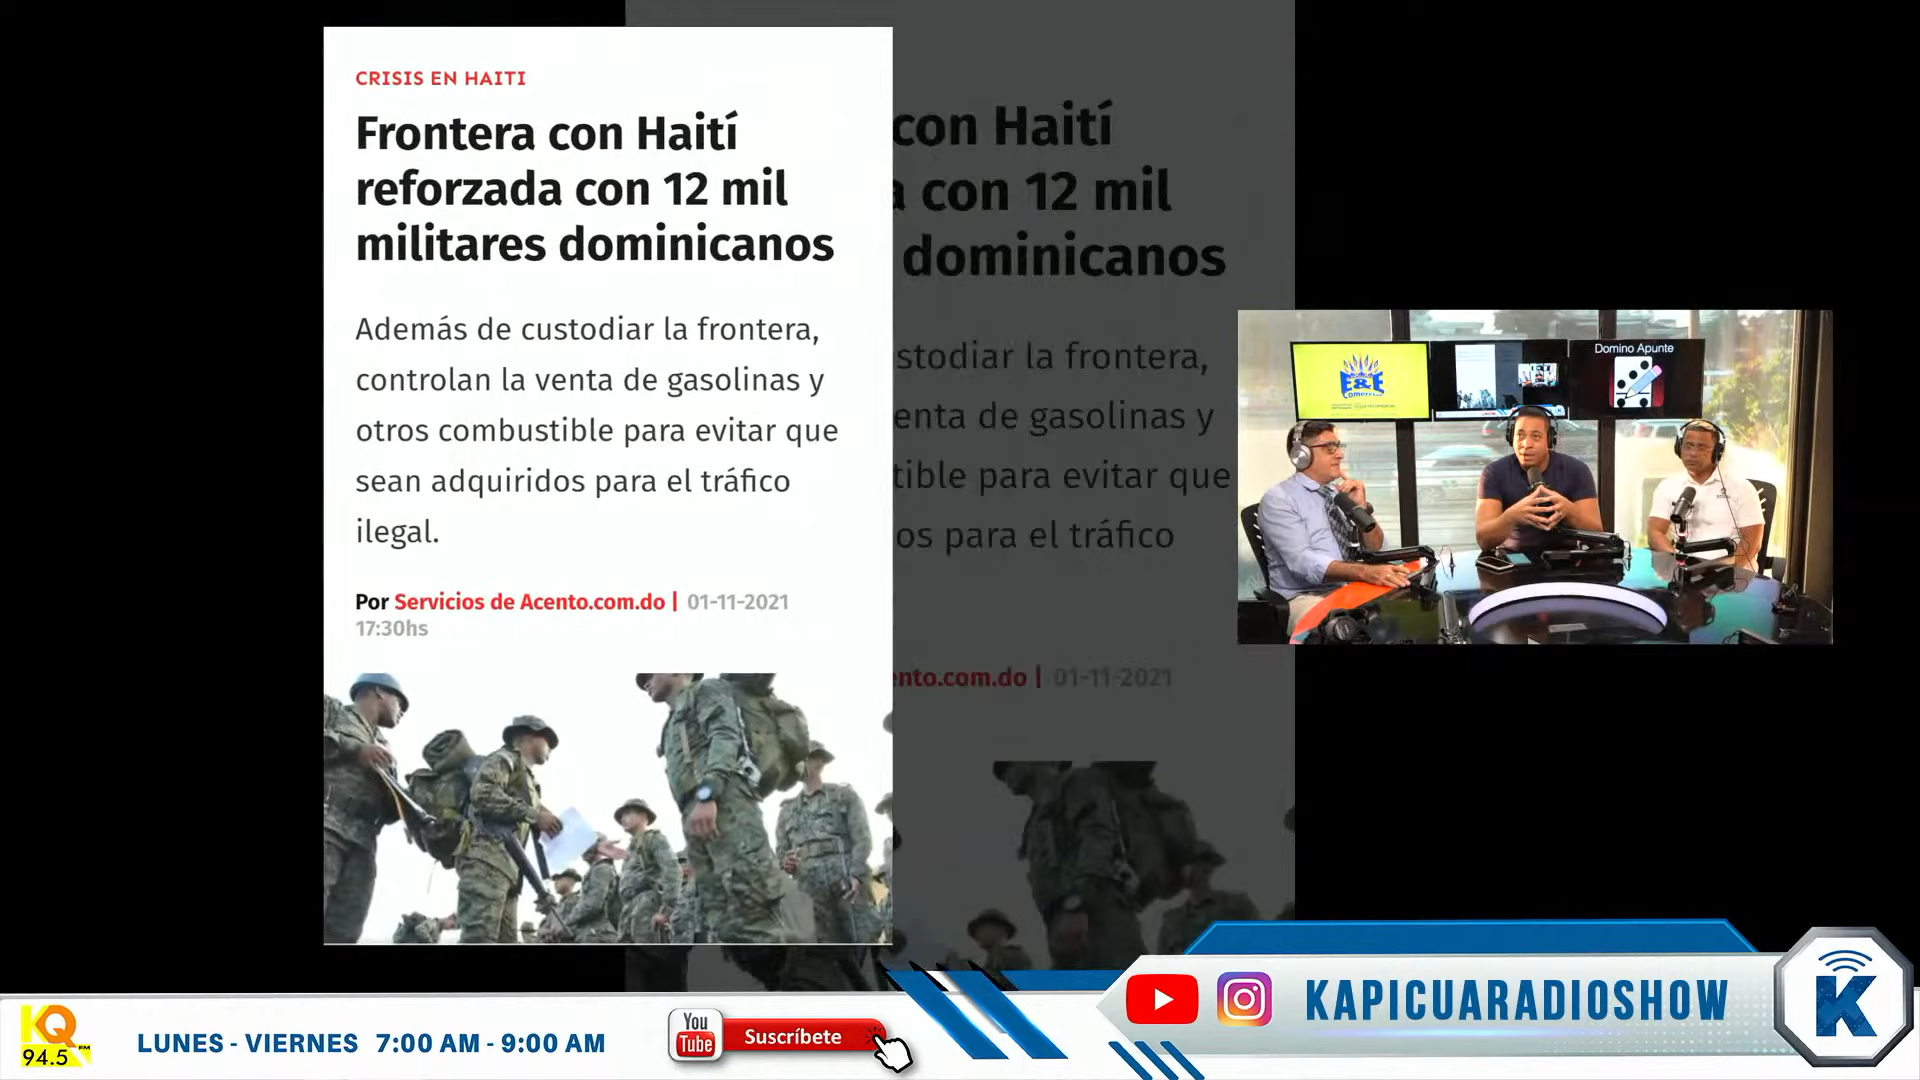 CRISIS EN HAITI
Frontera con Haití
reforzada con 12 mil
militares dominicanos
Además de custodiar la frontera,
controlan la venta de gasolinas y
otros combustible para evitar que
sean adquiridos para el tráfico
ilegal.
Por Servicios de Acento.com.do | 01-11-2021
17:30hs
con Haití
a con 12 mil
dominicanos
stodiar la frontera,
enta de gasolinas y
tible para evitar que
os para el tráfico
ento.com.do | 01-11-2021
E&E
Comercial
Domino Apunte
KQ
94.5 FM
LUNES - VIERNES 7:00 AM - 9:00 AM
You
Tube
Suscríbete
KAPICUARADIOSHOW
K